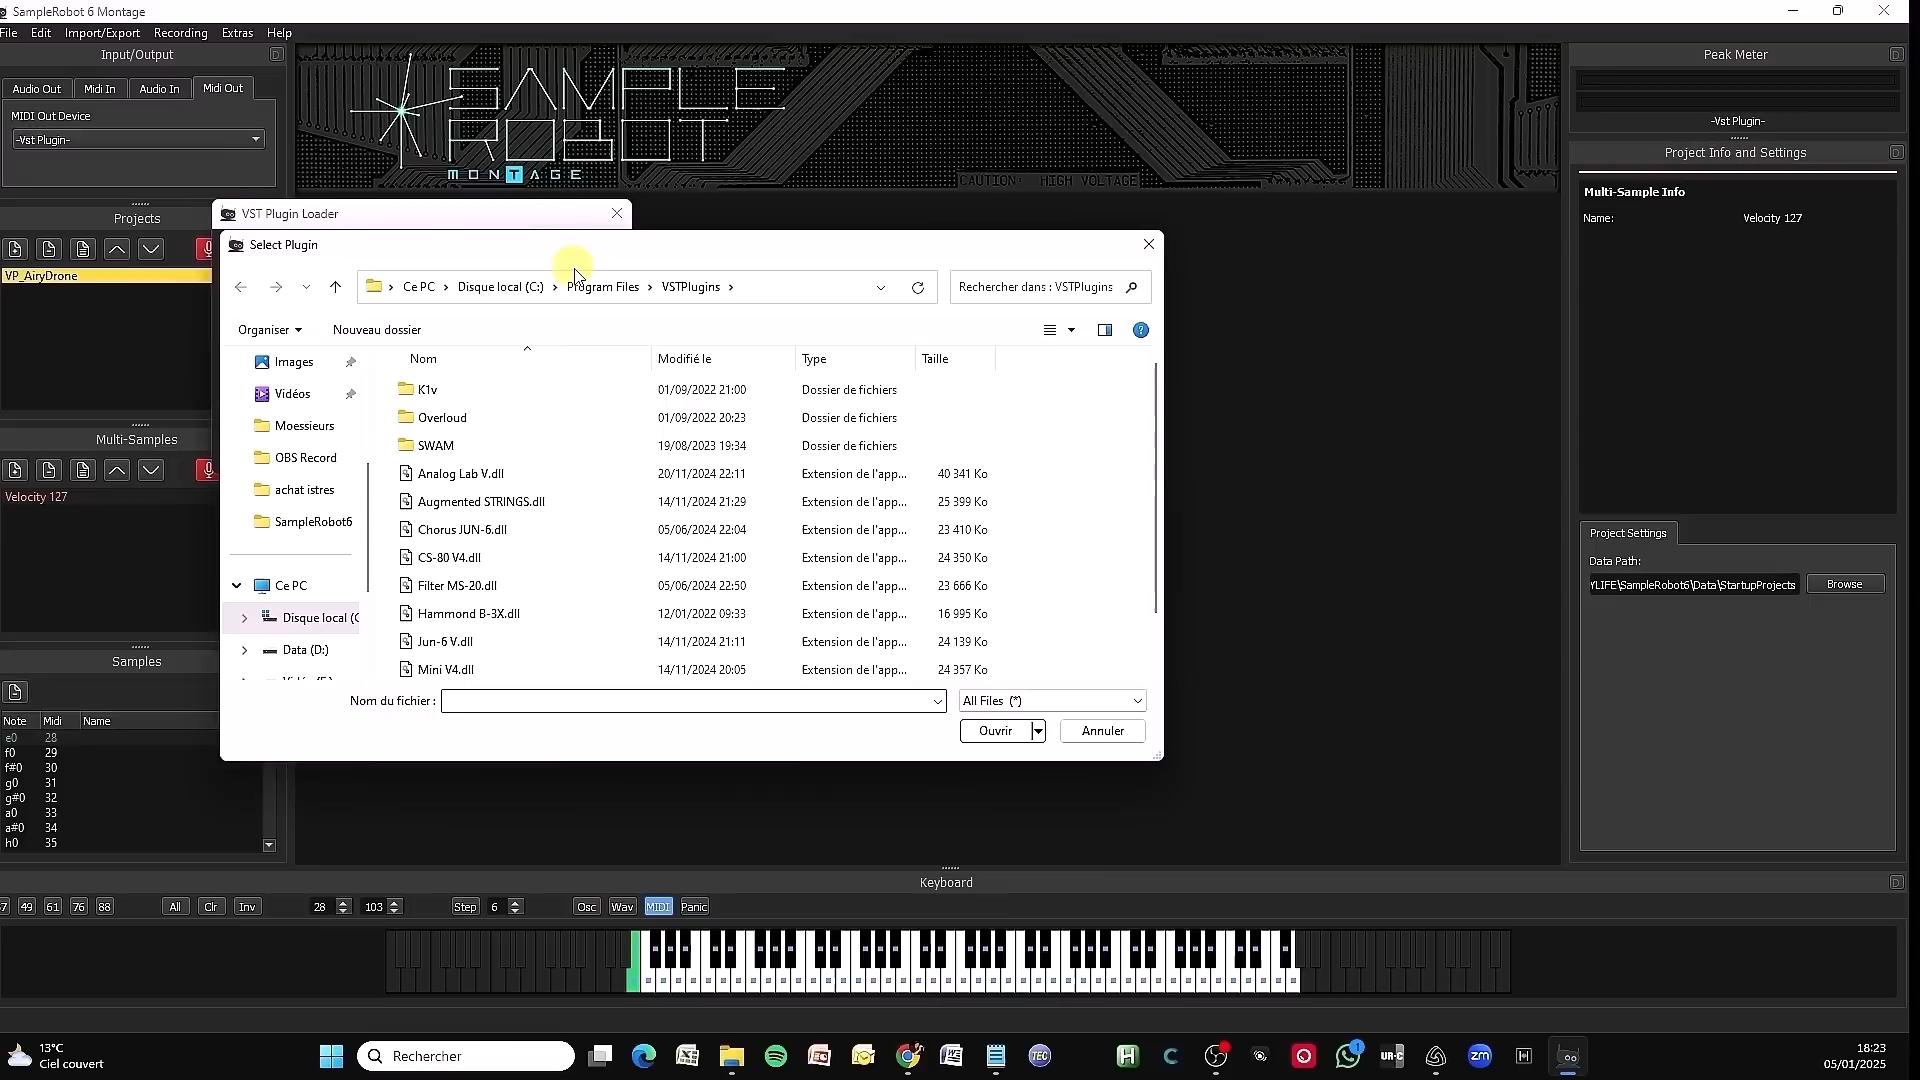 SampleRobot 6 Montage
File Edit Import/Export Recording Extras Help
Input/Output
Audio Out Midi In Audio In Midi Out
MIDI Out Device
-Vst Plugin-
SAMPLE
ROBOT
MONTAGE
CAUTION: HIGH VOLTAGE
Peak Meter
-Vst Plugin-
Project Info and Settings
Multi-Sample Info
Name: Velocity 127
Project Settings
Data Path:
YLIFE\SampleRobot6\Data\StartupProjects Browse
Projects
VP_AiryDrone
Multi-Samples
Velocity 127
Samples
Note Midi Name
e0 28
f0 29
f#0 30
g0 31
g#0 32
a0 33
a#0 34
h0 35
VST Plugin Loader
Select Plugin
Ce PC > Disque local (C:) > Program Files > VSTPlugins >
Rechercher dans : VSTPlugins
Organiser Nouveau dossier
Images
Vidéos
Moessieurs
OBS Record
achat istres
SampleRobot6
Ce PC
Disque local (C
Data (D:)
Nom Modifié le Type Taille
K1v 01/09/2022 21:00 Dossier de fichiers
Overloud 01/09/2022 20:23 Dossier de fichiers
SWAM 19/08/2023 19:34 Dossier de fichiers
Analog Lab V.dll 20/11/2024 22:11 Extension de l'app... 40 341 Ko
Augmented STRINGS.dll 14/11/2024 21:29 Extension de l'app... 25 399 Ko
Chorus JUN-6.dll 05/06/2024 22:04 Extension de l'app... 23 410 Ko
CS-80 V4.dll 14/11/2024 21:00 Extension de l'app... 24 350 Ko
Filter MS-20.dll 05/06/2024 22:50 Extension de l'app... 23 666 Ko
Hammond B-3X.dll 12/01/2022 09:33 Extension de l'app... 16 995 Ko
Jun-6 V.dll 14/11/2024 21:11 Extension de l'app... 24 139 Ko
Mini V4.dll 14/11/2024 20:05 Extension de l'app... 24 357 Ko
Nom du fichier : All Files (*)
Ouvrir Annuler
Keyboard
49 61 76 88 All Clr Inv 28 103 Step 6 Osc Wav MIDI Panic
13°C
Ciel couvert
Rechercher
TEC
UR-C
zm
18:23
05/01/2025